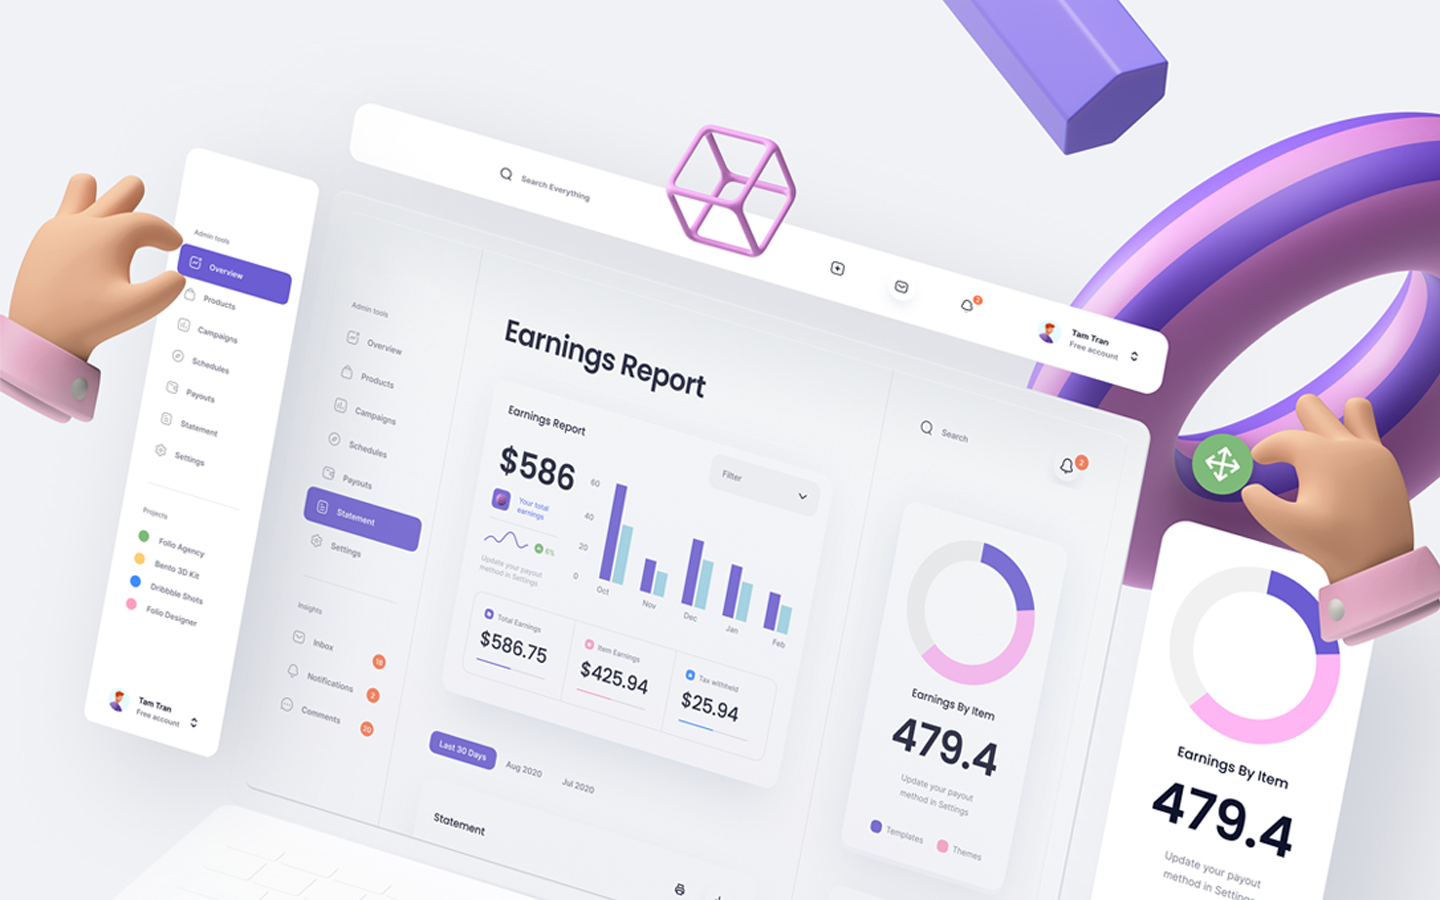 Search Everything
2
Tam Tran
Free account
Admin tools
Overview
Products
Campaigns
Schedules
Payouts
Statement
Settings
Projects
Folio Agency
Bento 3D Kit
Dribbble Shots
Folio Designer
Tam Tran
Free account
Admin tools
Overview
Products
Campaigns
Schedules
Payouts
Statement
Settings
Insights
Inbox
18
Notifications
2
Comments
20
Earnings Report
Earnings Report
Filter
$586
Your total
earnings
6%
Update your payout
method in Settings
60
40
20
0
Oct
Nov
Dec
Jan
Feb
Total Earnings
$586.75
Item Earnings
$425.94
Tax withheld
$25.94
Last 30 Days
Aug 2020
Jul 2020
Statement
Search
2
Earnings By Item
479.4
Update your payout
method in Settings
Templates
Themes
Earnings By Item
479.4
Update your payout
method in Settings